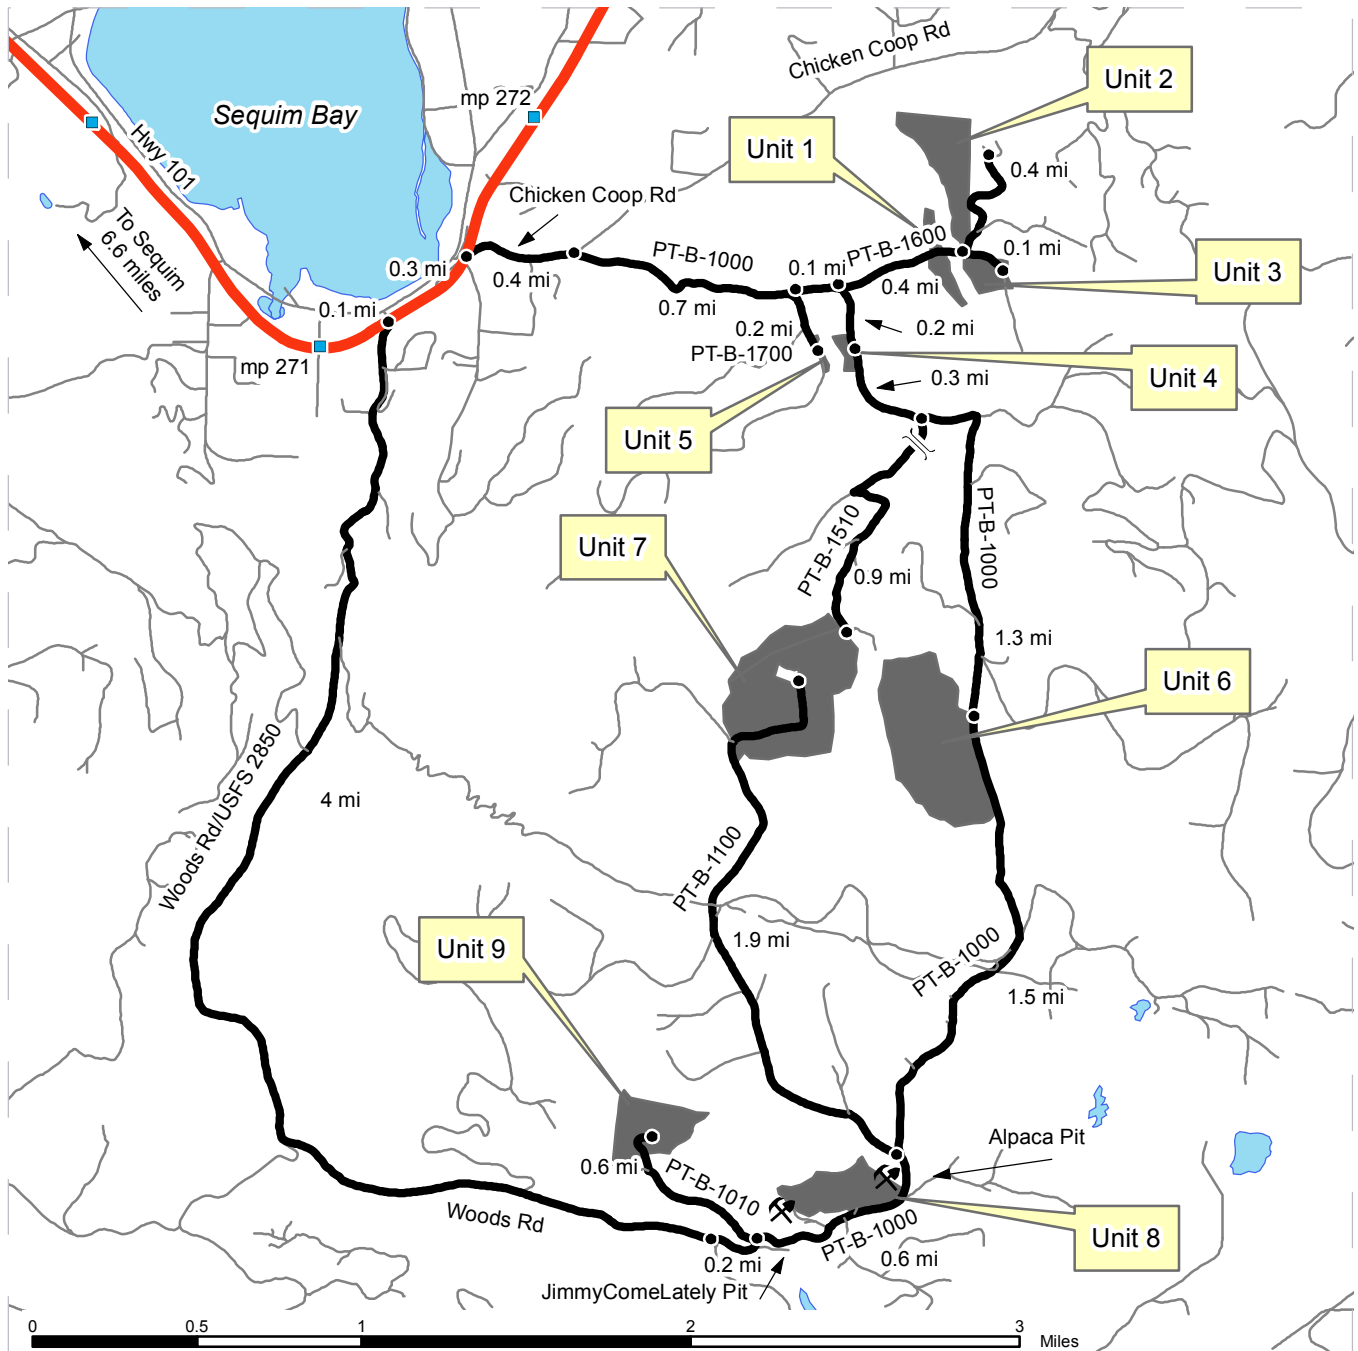 Chicken Coop Rd
Unit 2
mp 272
Sequim Bay
Unit 1
Hwy 101
0.4 mi
Chicken Coop Rd
To Sequim
6.6 miles
PT-B-1000
PT-B-1600
0.1 mi
Unit 3
0.3 mi
0.4 mi
0.1 mi
0.4 mi
0.7 mi
0.1 mi
0.2 mi
0.2 mi
mp 271
PT-B-1700
0.3 mi
Unit 4
Unit 5
PT-B-1000
PT-B-1510
Unit 7
0.9 mi
1.3 mi
Unit 6
Woods Rd/USFS 2850
4 mi
PT-B-1100
Unit 9
1.9 mi
PT-B-1000
1.5 mi
Alpaca Pit
0.6 mi
PT-B-1010
Woods Rd
PT-B-1000
Unit 8
0.2 mi
0.6 mi
JimmyComeLately Pit
0 0.5 1 2 3
Miles